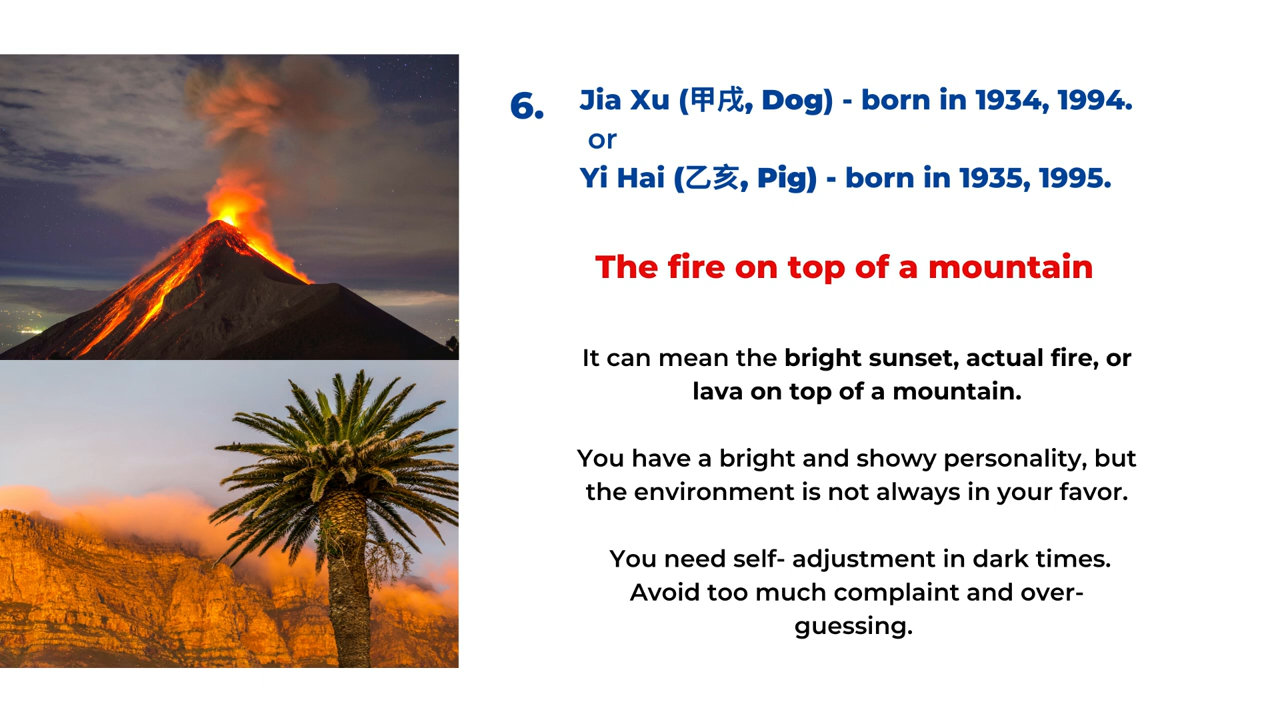 6.
Jia Xu (甲戌, Dog) - born in 1934, 1994.
or
Yi Hai (乙亥, Pig) - born in 1935, 1995.
The fire on top of a mountain
It can mean the bright sunset, actual fire, or
lava on top of a mountain.
You have a bright and showy personality, but
the environment is not always in your favor.
You need self- adjustment in dark times.
Avoid too much complaint and over-
guessing.